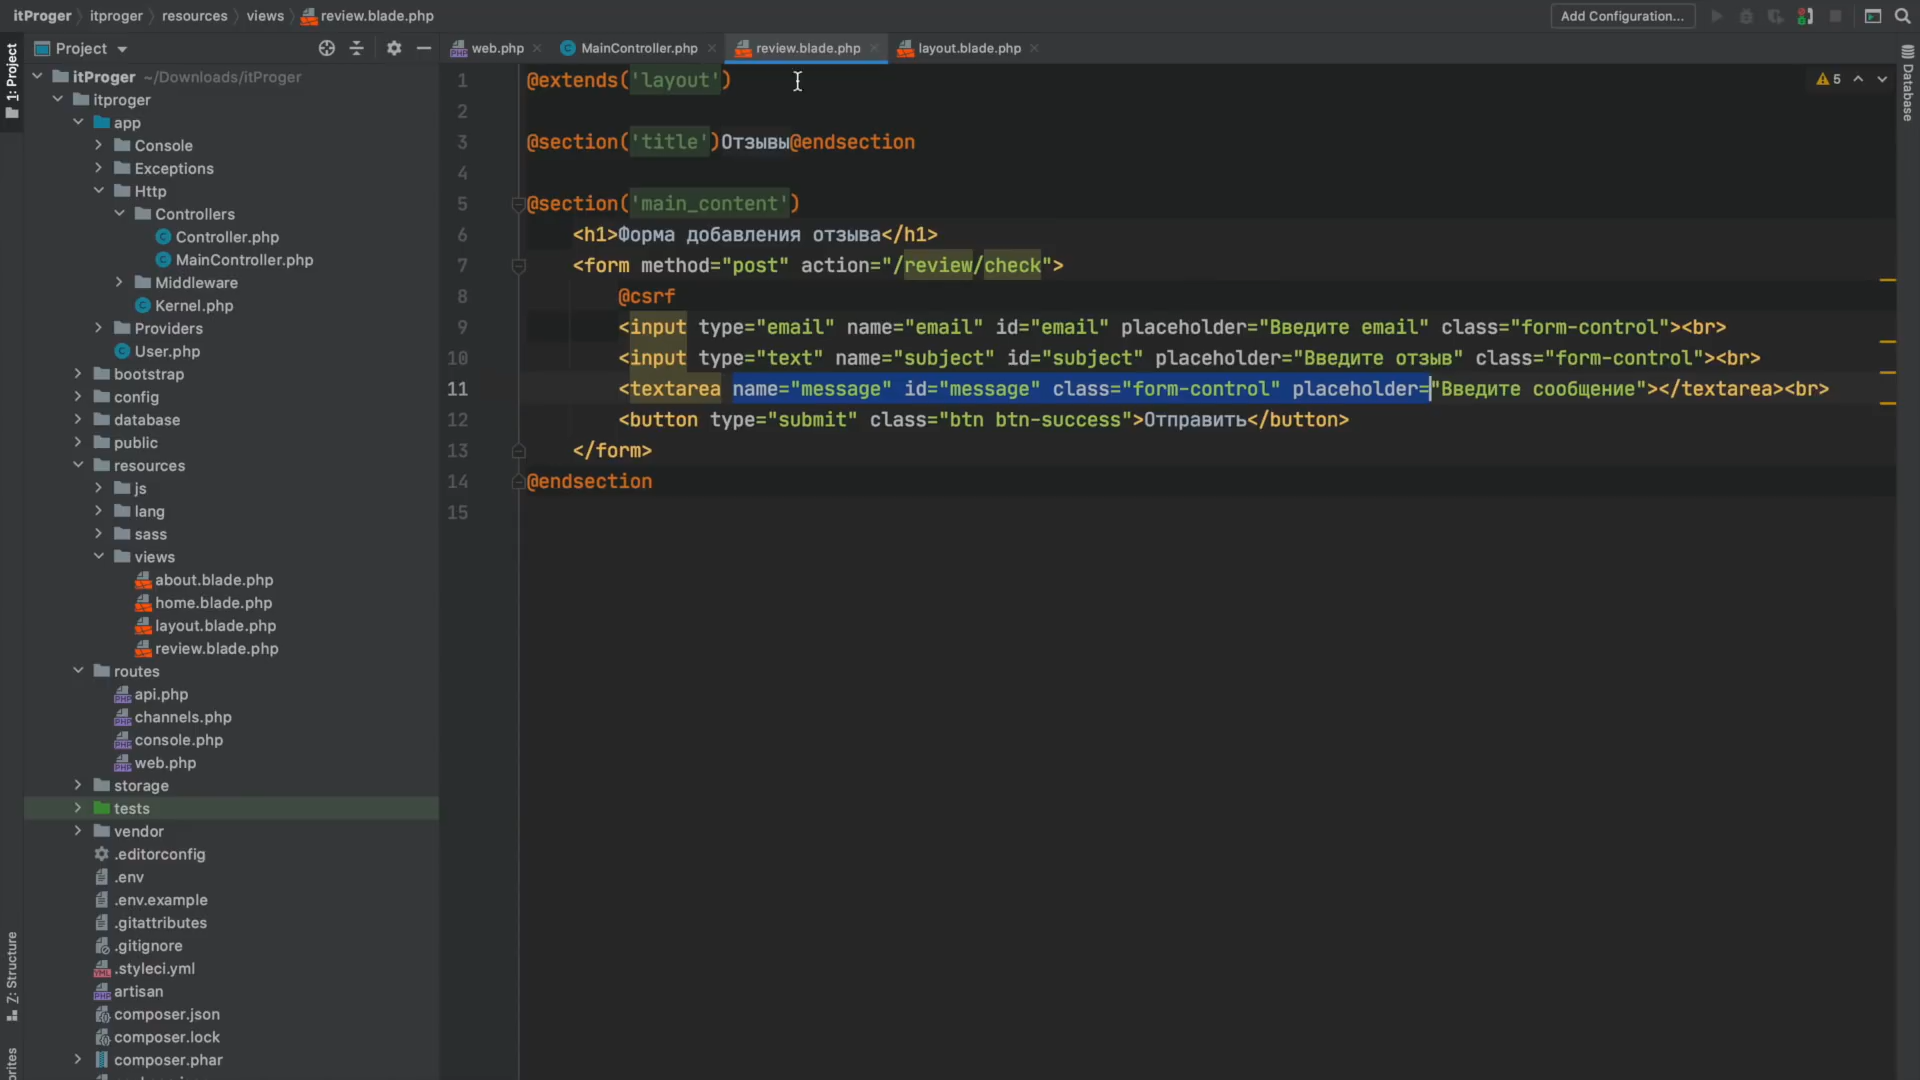 itProger itproger resources views review.blade.php Add Configuration...
1: Project
Project
web.php MainController.php review.blade.php layout.blade.php
Database
itProger ~/Downloads/itProger
itproger
app
Console
Exceptions
Http
Controllers
Controller.php
MainController.php
Middleware
Kernel.php
Providers
User.php
bootstrap
config
database
public
resources
js
lang
sass
views
about.blade.php
home.blade.php
layout.blade.php
review.blade.php
routes
api.php
channels.php
console.php
web.php
storage
tests
vendor
.editorconfig
.env
.env.example
.gitattributes
.gitignore
.styleci.yml
artisan
composer.json
composer.lock
composer.phar
Z: Structure
5
1 @extends('layout')
2
3 @section('title')Отзывы@endsection
4
5 @section('main_content')
6 <h1>Форма добавления отзыва</h1>
7 <form method="post" action="/review/check">
8 @csrf
9 <input type="email" name="email" id="email" placeholder="Введите email" class="form-control"><br>
10 <input type="text" name="subject" id="subject" placeholder="Введите отзыв" class="form-control"><br>
11 <textarea name="message" id="message" class="form-control" placeholder="Введите сообщение"></textarea><br>
12 <button type="submit" class="btn btn-success">Отправить</button>
13 </form>
14 @endsection
15